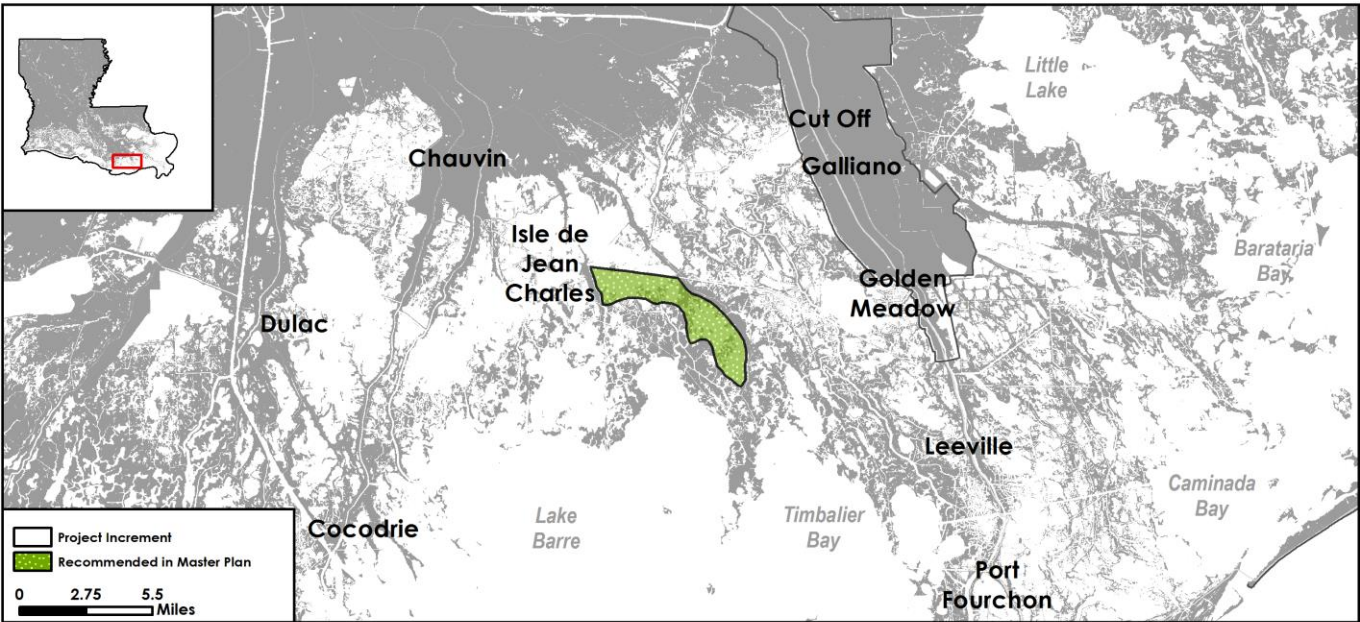 Little
Lake
Cut Off
Chauvin
Galliano
Isle de
Jean
Charles
Barataria
Bay
Golden
Meadow
Dulac
Leeville
Caminada
Bay
Lake
Barre
Timbalier
Bay
Cocodrie
Port
Fourchon
Project Increment
Recommended in Master Plan
0 2.75 5.5
Miles